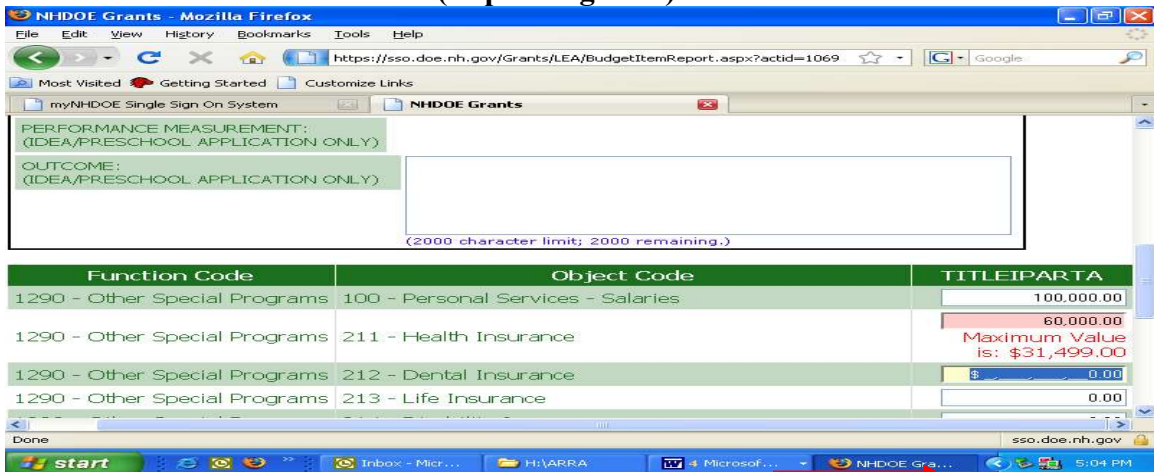 NHDOE Grants - Mozilla Firefox
File Edit View History Bookmarks Tools Help
https://sso.doe.nh.gov/Grants/LEA/BudgetItemReport.aspx?actid=1069
Google
Most Visited Getting Started Customize Links
myNHDOE Single Sign On System NHDOE Grants
PERFORMANCE MEASUREMENT:
(IDEA/PRESCHOOL APPLICATION ONLY)
OUTCOME:
(IDEA/PRESCHOOL APPLICATION ONLY)
(2000 character limit; 2000 remaining.)
Function Code Object Code TITLEIPARTA
1290 - Other Special Programs 100 - Personal Services - Salaries 100,000.00
1290 - Other Special Programs 211 - Health Insurance 60,000.00
Maximum Value
is: $31,499.00
1290 - Other Special Programs 212 - Dental Insurance $ __,___,___,__0.00
1290 - Other Special Programs 213 - Life Insurance 0.00
Done sso.doe.nh.gov
start Inbox - Micr... H:\ARRA 4 Microsof... NHDOE Gra... 5:04 PM